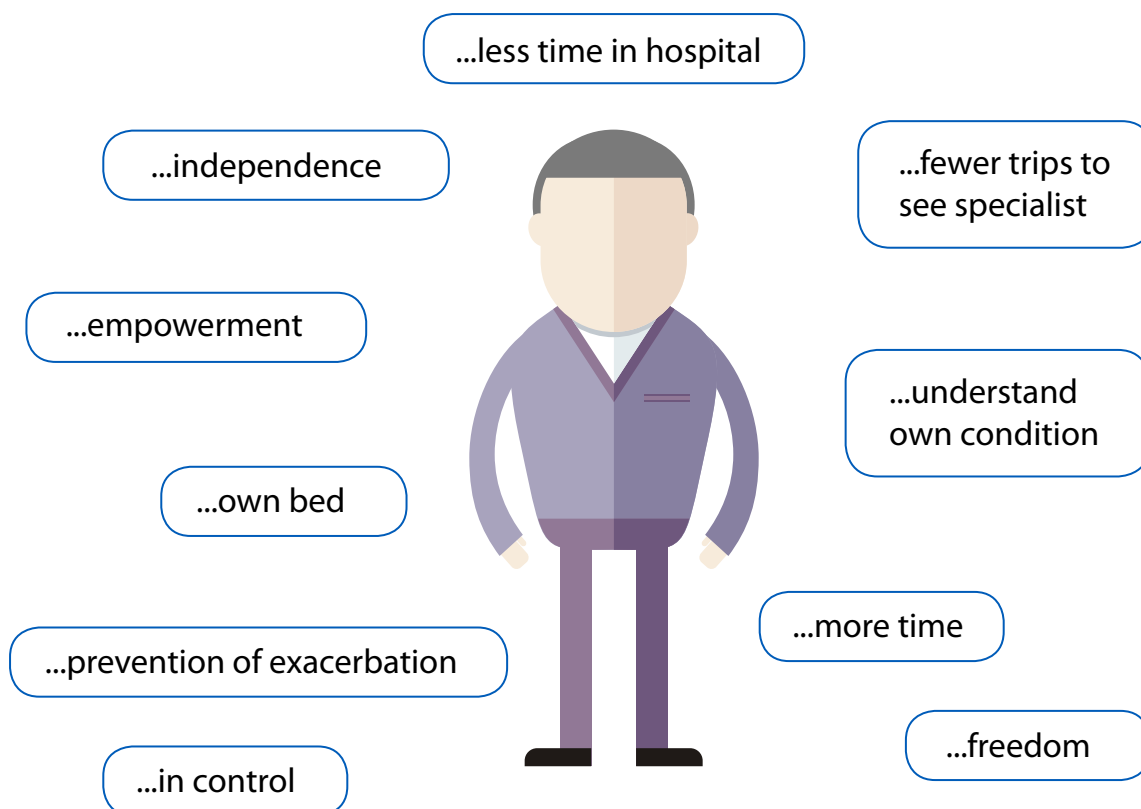 ...less time in hospital
...independence
...fewer trips to
see specialist
...empowerment
...understand
own condition
...own bed
...more time
...prevention of exacerbation
...freedom
...in control